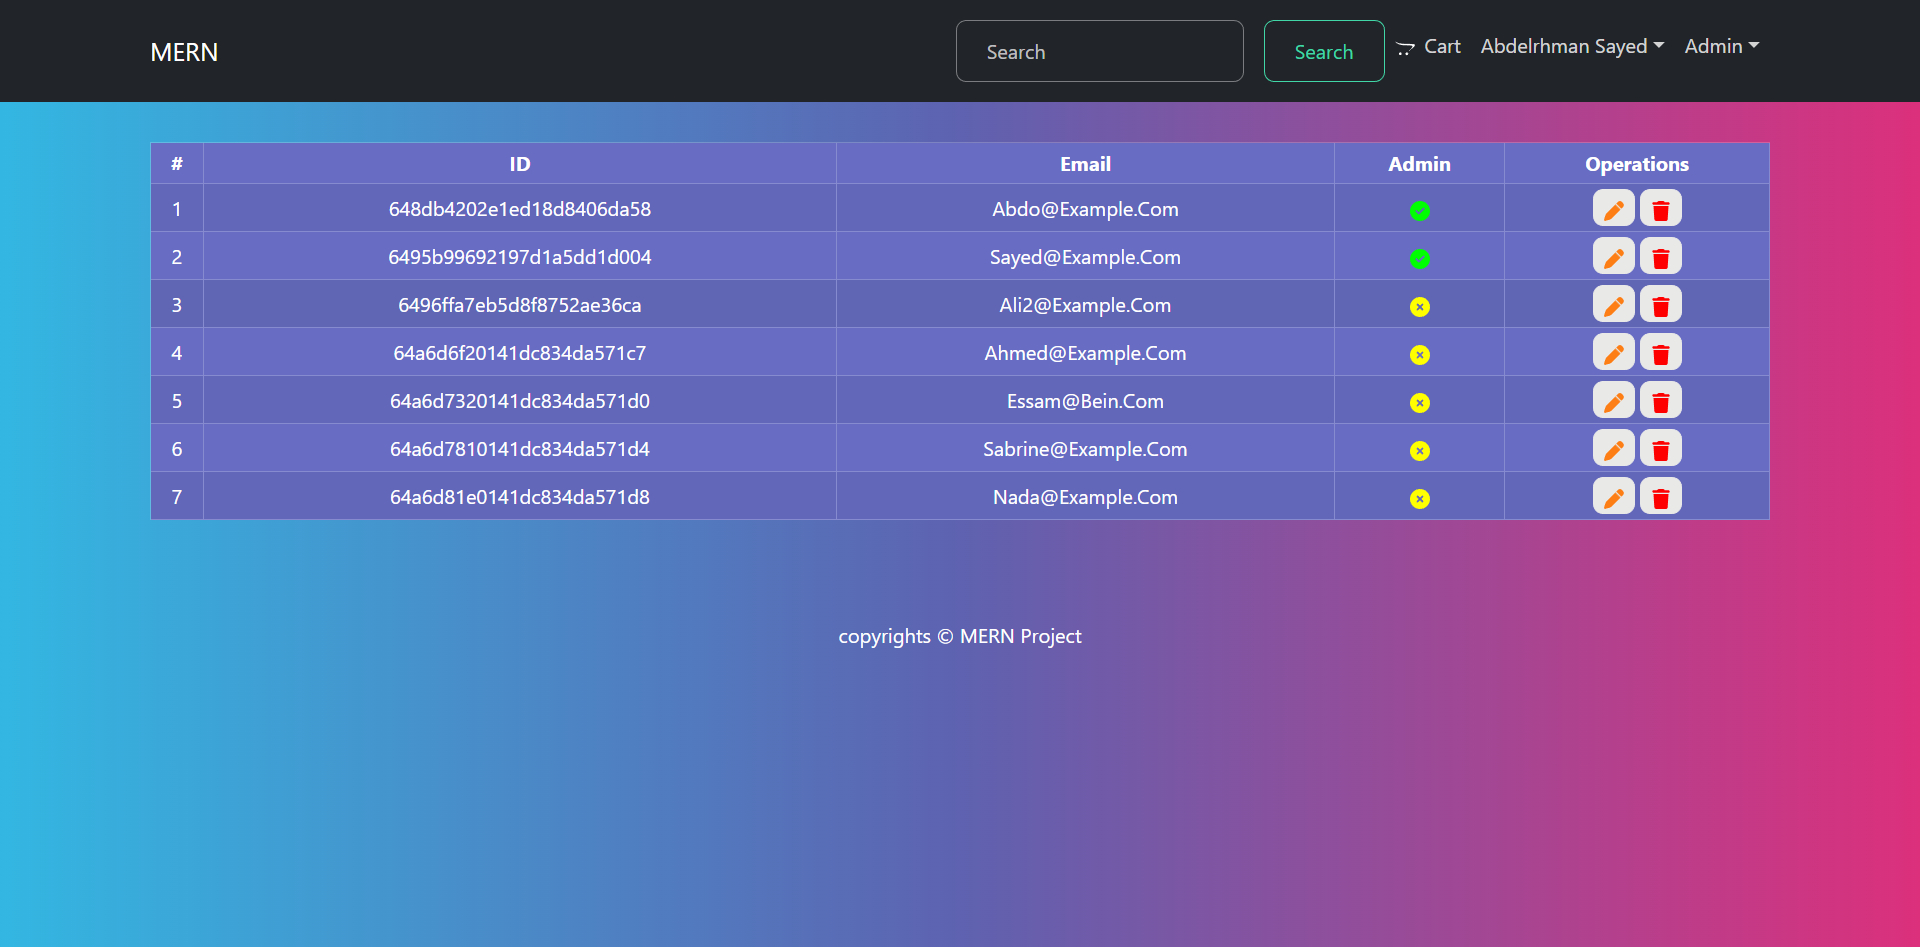 MERN Search Search Cart Abdelrhman Sayed Admin
# ID Email Admin Operations
1 648db4202e1ed18d8406da58 Abdo@Example.Com
2 6495b99692197d1a5dd1d004 Sayed@Example.Com
3 6496ffa7eb5d8f8752ae36ca Ali2@Example.Com
4 64a6d6f20141dc834da571c7 Ahmed@Example.Com
5 64a6d7320141dc834da571d0 Essam@Bein.Com
6 64a6d7810141dc834da571d4 Sabrine@Example.Com
7 64a6d81e0141dc834da571d8 Nada@Example.Com
copyrights © MERN Project